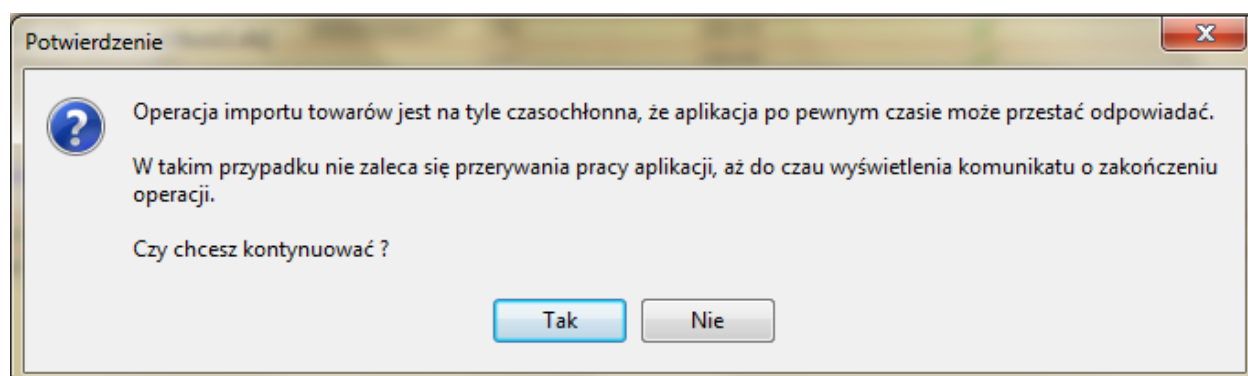 Potwierdzenie
Operacja importu towarów jest na tyle czasochłonna, że aplikacja po pewnym czasie może przestać odpowiadać.
W takim przypadku nie zaleca się przerywania pracy aplikacji, aż do czau wyświetlenia komunikatu o zakończeniu
operacji.
Czy chcesz kontynuować ?
Tak
Nie